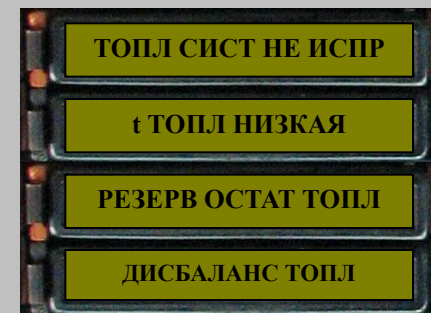 ТОПЛ СИСТ НЕ ИСПР
t ТОПЛ НИЗКАЯ
РЕЗЕРВ ОСТАТ ТОПЛ
ДИСБАЛАНС ТОПЛ